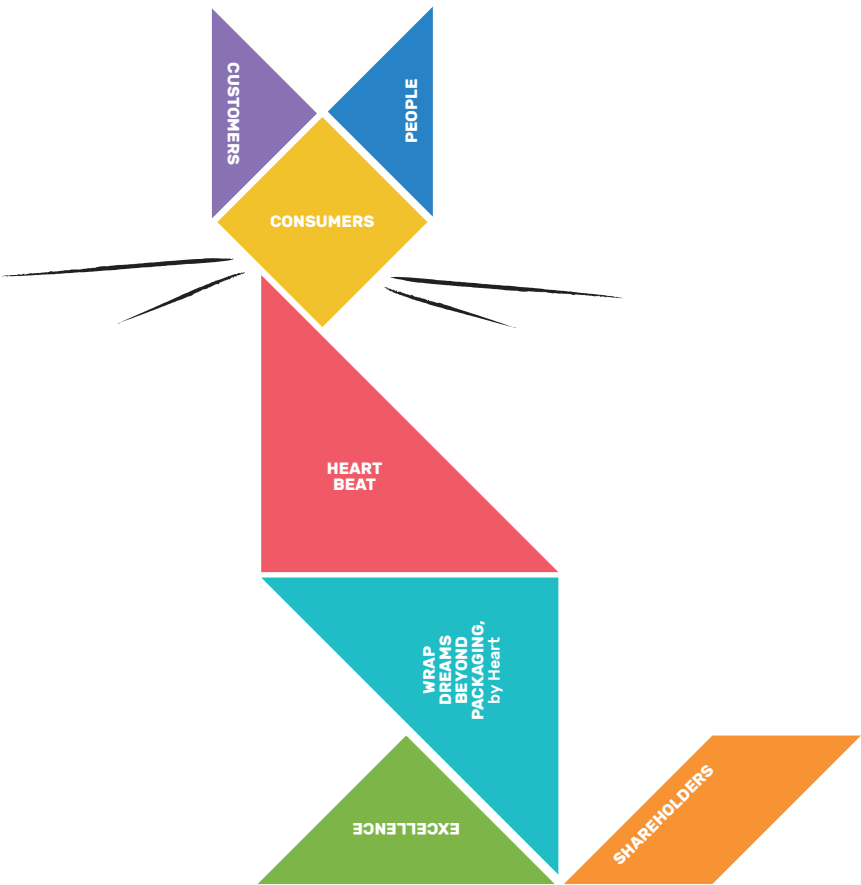 CUSTOMERS
PEOPLE
CONSUMERS
HEART
BEAT
WRAP
DREAMS
BEYOND
PACKAGING,
by Heart
EXCELLENCE
SHAREHOLDERS